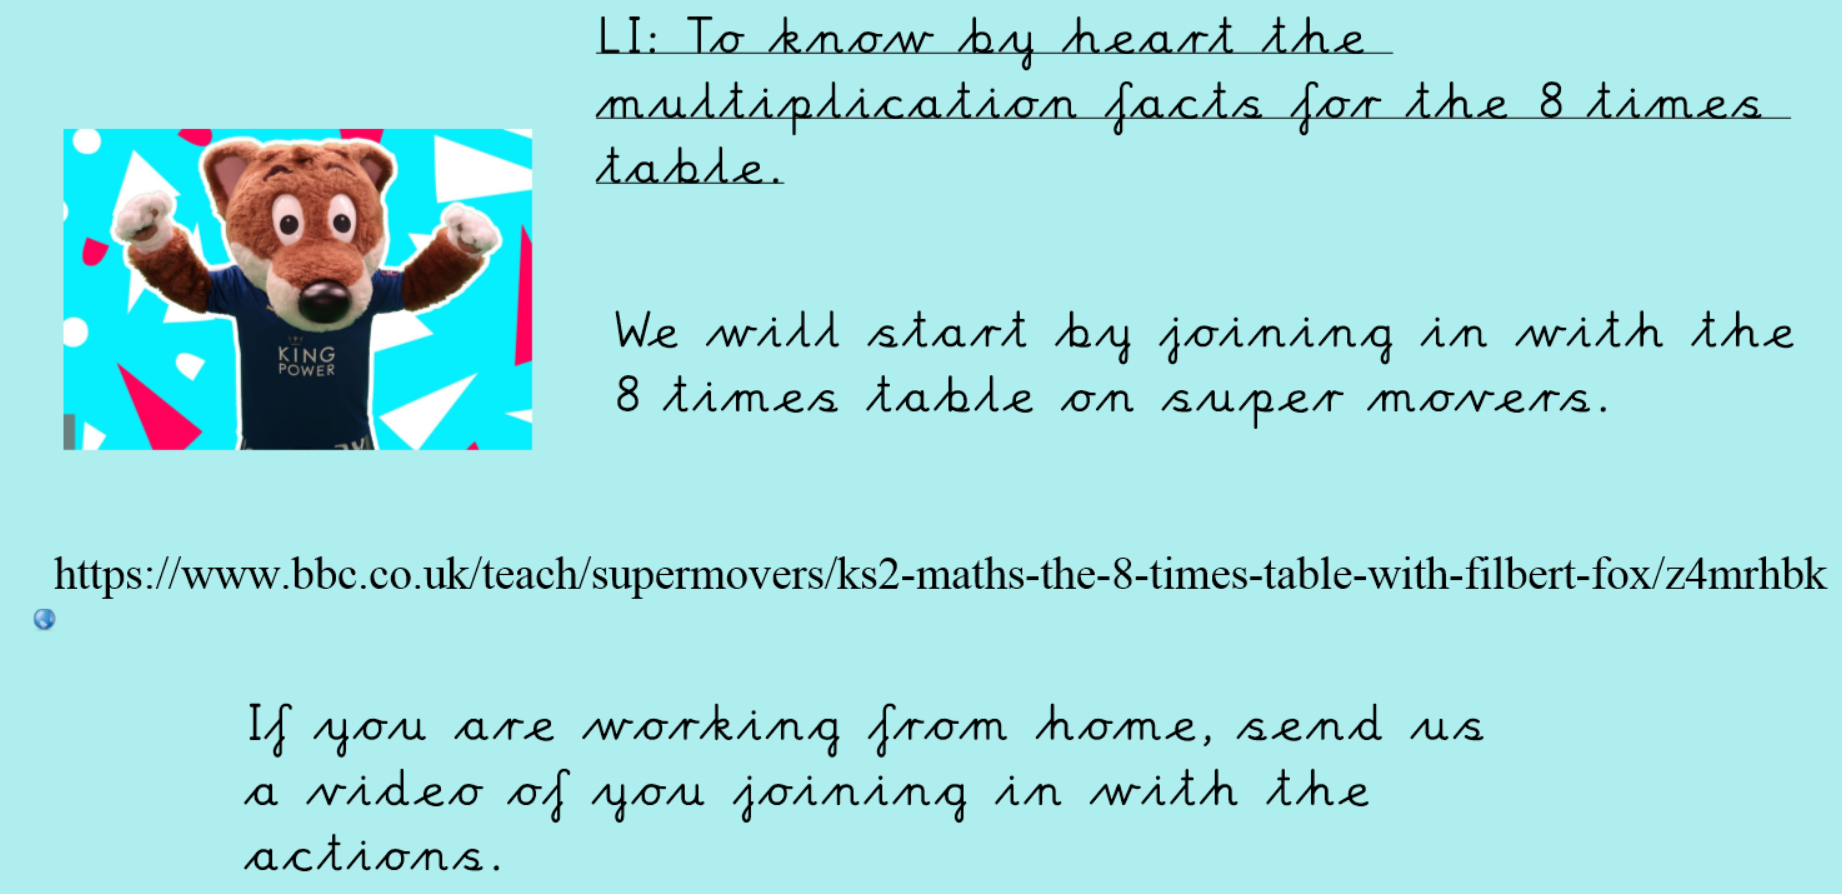 LI: To know by heart the
multiplication facts for the 8 times
table.
KING
POWER
We will start by joining in with the
8 times table on super movers.
https://www.bbc.co.uk/teach/supermovers/ks2-maths-the-8-times-table-with-filbert-fox/z4mrhbk
If you are working from home, send us
a video of you joining in with the
actions.